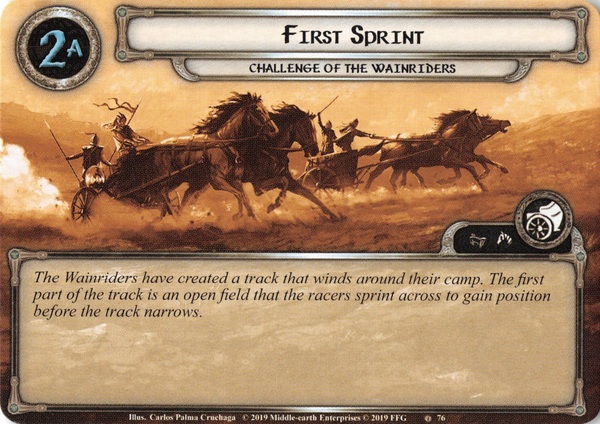 2A
First Sprint
Challenge of the Wainriders
The Wainriders have created a track that winds around their camp. The first
part of the track is an open field that the racers sprint across to gain position
before the track narrows.
Illus. Carlos Palma Cruchaga © 2019 Middle-earth Enterprises © 2019 FFG 76